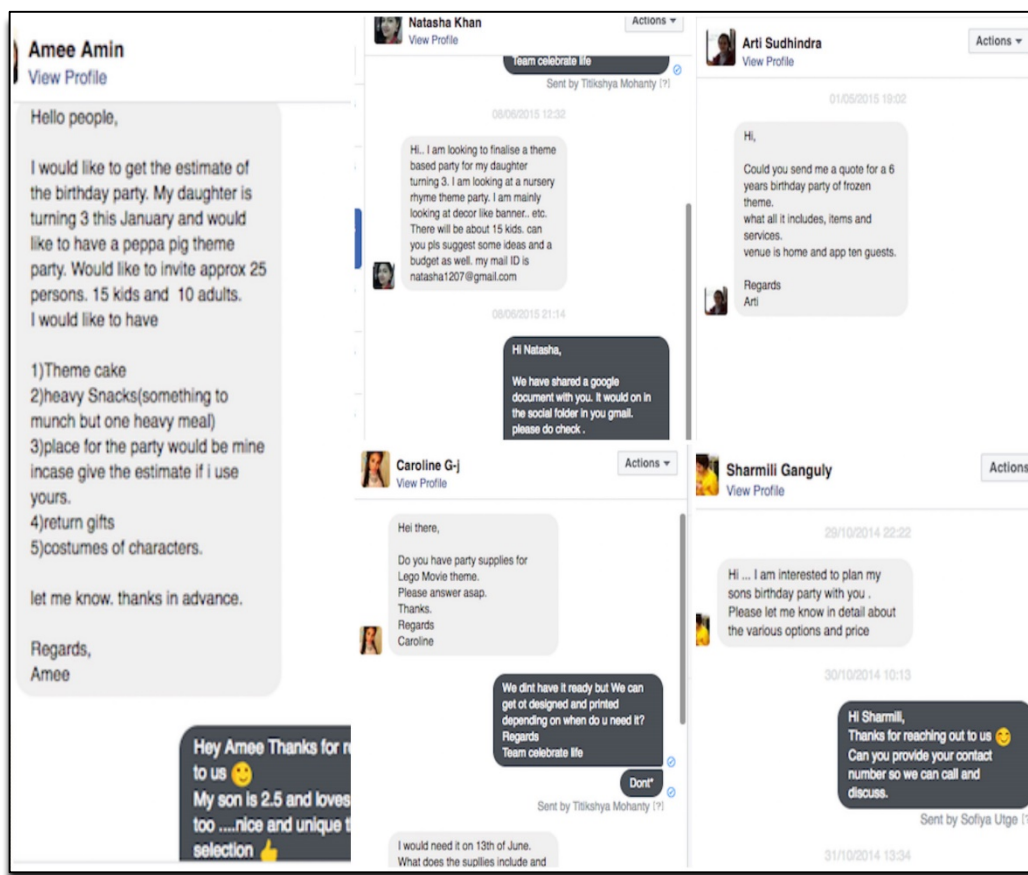 Amee Amin
View Profile
Hello people,
I would like to get the estimate of
the birthday party. My daughter is
turning 3 this January and would
like to have a peppa pig theme
party. Would like to invite approx 25
persons. 15 kids and 10 adults.
I would like to have
1)Theme cake
2)heavy Snacks(something to
munch but one heavy meal)
3)place for the party would be mine
incase give the estimate if i use
yours.
4)return gifts
5)costumes of characters.
let me know. thanks in advance.
Regards,
Amee
Hey Amee Thanks for
to us 😊
My son is 2.5 and loves
too ....nice and unique
selection 👍
Natasha Khan
View Profile
Actions
Team celebrate life
Sent by Titikshya Mohanty [?]
08/06/2015 12:32
Hi.. I am looking to finalise a theme
based party for my daughter
turning 3. I am looking at a nursery
rhyme theme party. I am mainly
looking at decor like banner.. etc.
There will be about 15 kids. can
you pls suggest some ideas and a
budget as well. my mail ID is
natasha1207@gmail.com
08/06/2015 21:14
Hi Natasha,
We have shared a google
document with you. It would on in
the social folder in you gmail.
please do check .
Arti Sudhindra
View Profile
Actions
01/05/2015 19:02
Hi,
Could you send me a quote for a 6
years birthday party of frozen
theme.
what all it includes, items and
services.
venue is home and app ten guests.
Regards
Arti
Caroline G-j
View Profile
Actions
Hei there,
Do you have party supplies for
Lego Movie theme.
Please answer asap.
Thanks.
Regards
Caroline
We dint have it ready but We can
get ot designed and printed
depending on when do u need it?
Regards
Team celebrate life
Dont*
Sent by Titikshya Mohanty [?]
I would need it on 13th of June.
What does the suplies include and
Sharmili Ganguly
View Profile
Actions
29/10/2014 22:22
Hi ... I am interested to plan my
sons birthday party with you .
Please let me know in detail about
the various options and price
30/10/2014 10:13
Hi Sharmili,
Thanks for reaching out to us 😊
Can you provide your contact
number so we can call and
discuss.
Sent by Sofiya Utge [?
31/10/2014 13:34